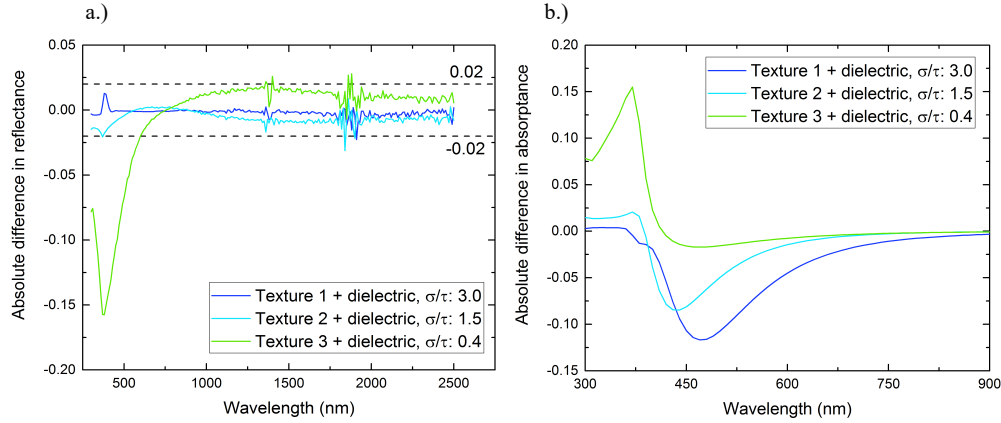 a.)
0.05
0.00
-0.05
-0.10
-0.15
-0.20
Absolute difference in reflectance
0.02
-0.02
Texture 1 + dielectric, σ/τ: 3.0
Texture 2 + dielectric, σ/τ: 1.5
Texture 3 + dielectric, σ/τ: 0.4
500 1000 1500 2000 2500
Wavelength (nm)
b.)
0.20
0.15
0.10
0.05
0.00
-0.05
-0.10
-0.15
-0.20
Absolute difference in absorptance
Texture 1 + dielectric, σ/τ: 3.0
Texture 2 + dielectric, σ/τ: 1.5
Texture 3 + dielectric, σ/τ: 0.4
300 450 600 750 900
Wavelength (nm)